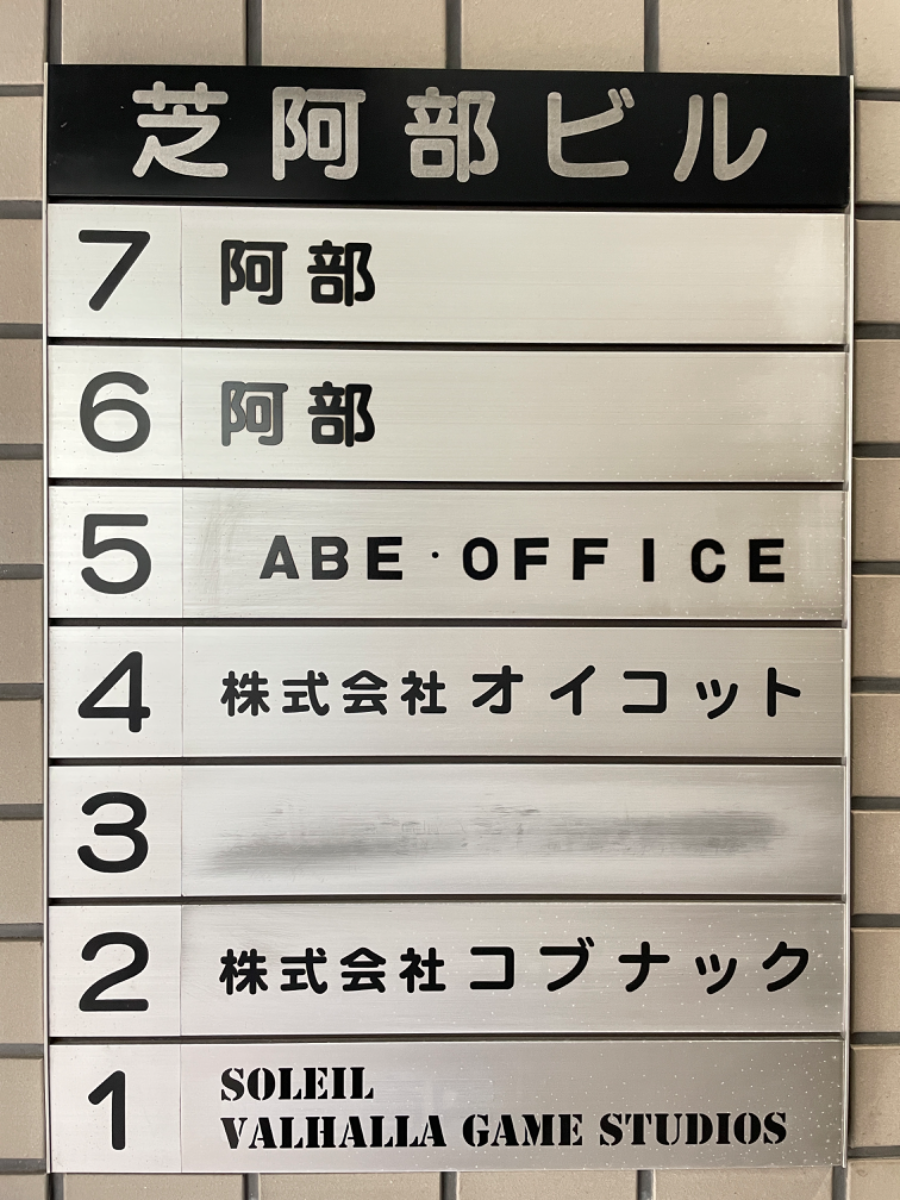 芝阿部ビル
7 阿部
6 阿部
5 ABE・OFFICE
4 株式会社オイコット
3
2 株式会社コブナック
1 SOLEIL
VALHALLA GAME STUDIOS